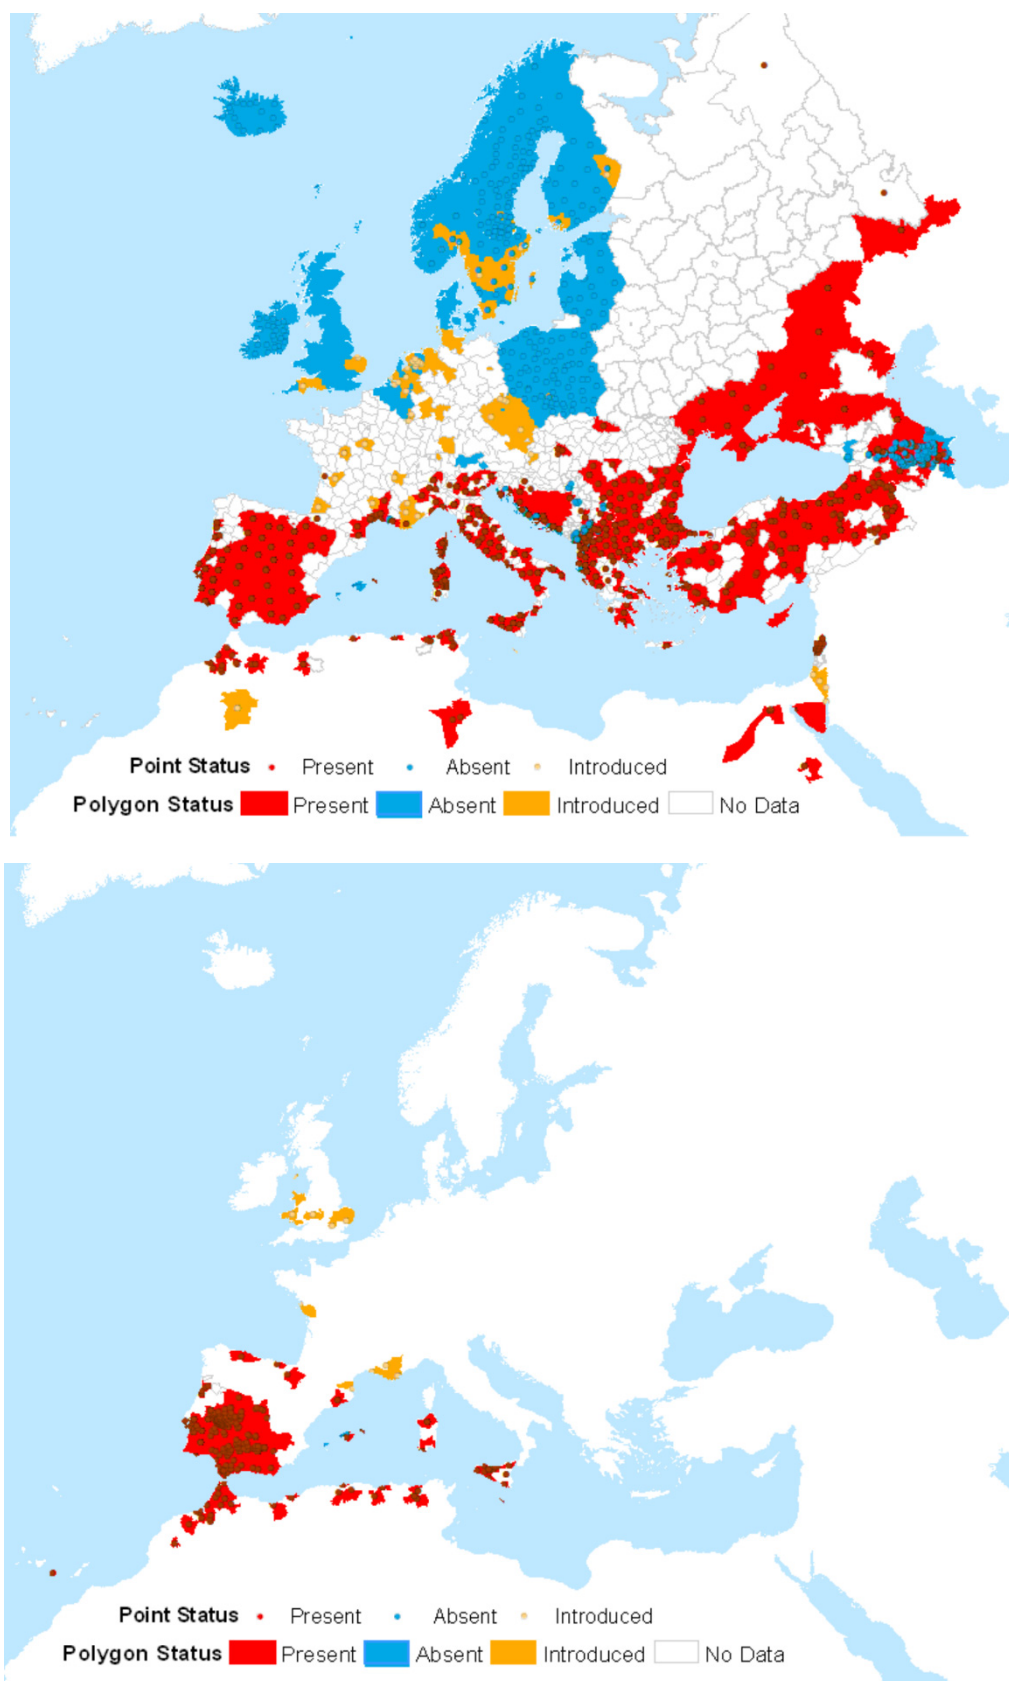 Point Status Present Absent Introduced
Polygon Status Present Absent Introduced No Data
Point Status Present Absent Introduced
Polygon Status Present Absent Introduced No Data